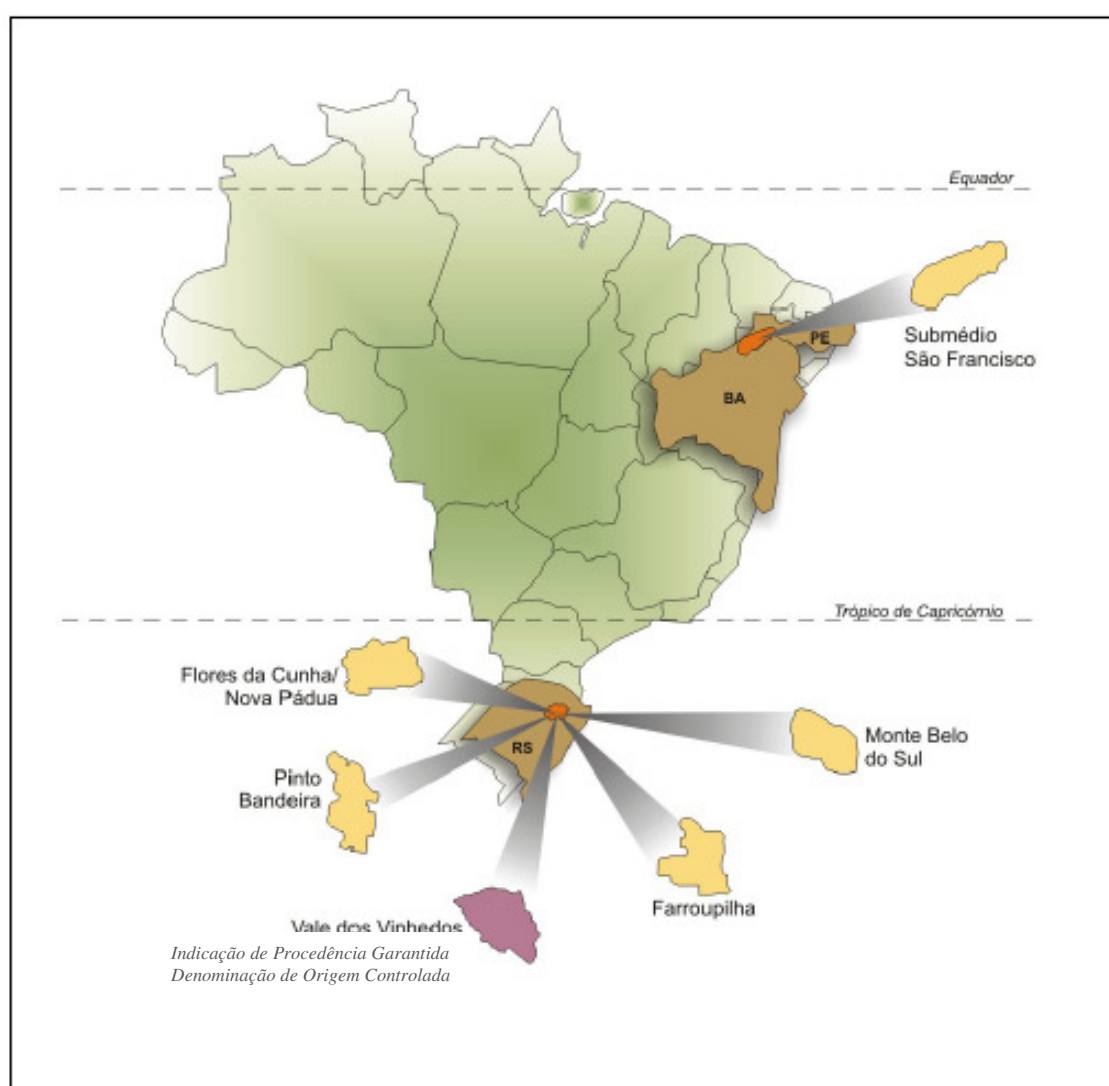 Equador
Submédio
São Francisco
PE
BA
Trópico de Capricórnio
Flores da Cunha/
Nova Pádua
Monte Belo
do Sul
RS
Pinto
Bandeira
Farroupilha
Vale dos Vinhedos
Indicação de Procedência Garantida
Denominação de Origem Controlada